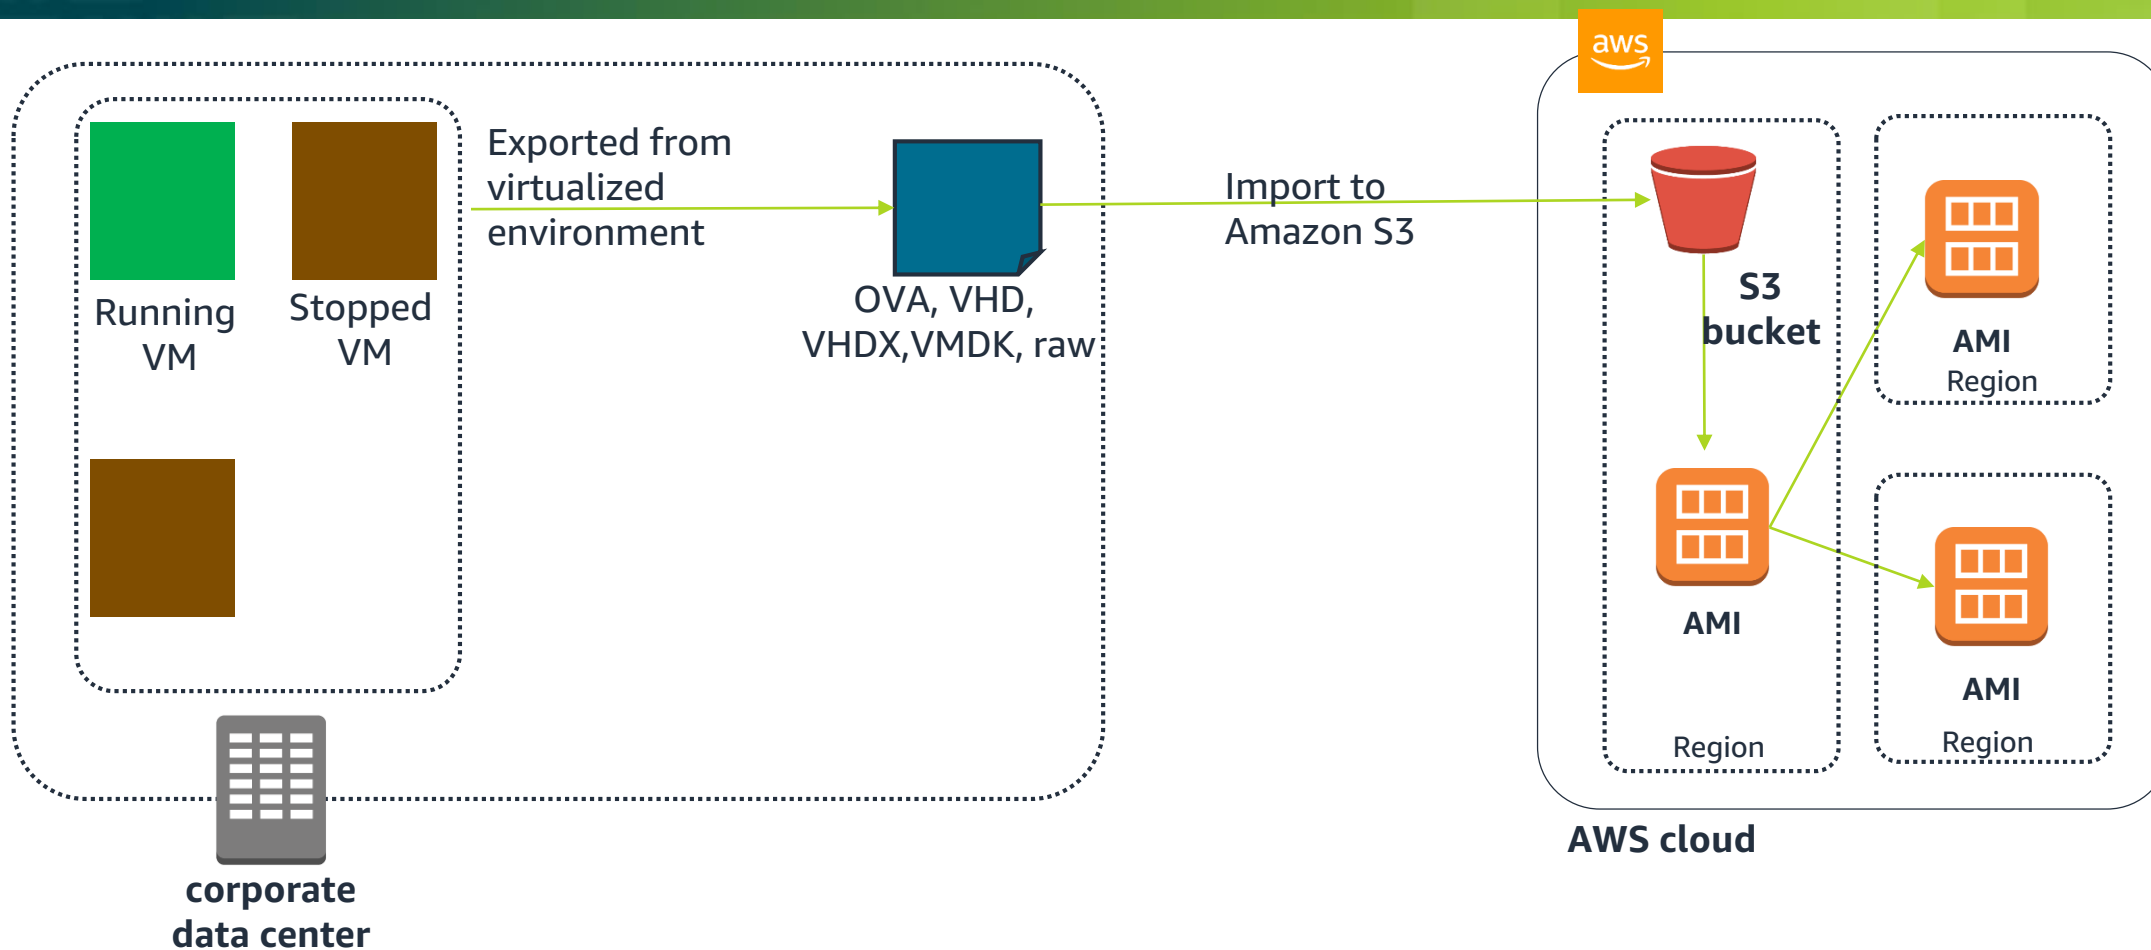 aws
Running
VM
Stopped
VM
Exported from
virtualized
environment
OVA, VHD,
VHDX,VMDK, raw
Import to
Amazon S3
S3
bucket
AMI
Region
AMI
Region
AMI
Region
AWS cloud
corporate
data center